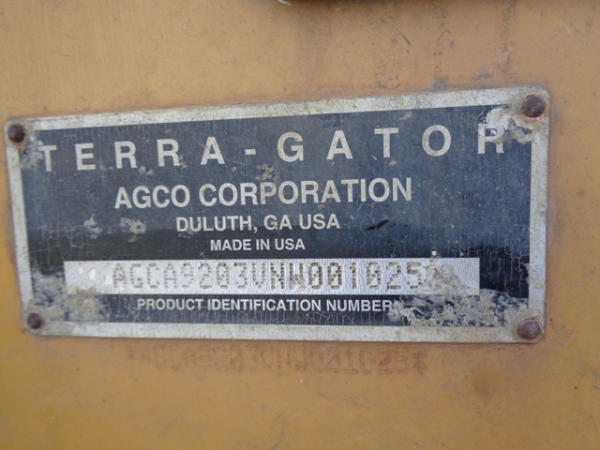 TERRA-GATOR
AGCO CORPORATION
DULUTH, GA USA
MADE IN USA
AGCA9203VNW001025
PRODUCT IDENTIFICATION NUMBER